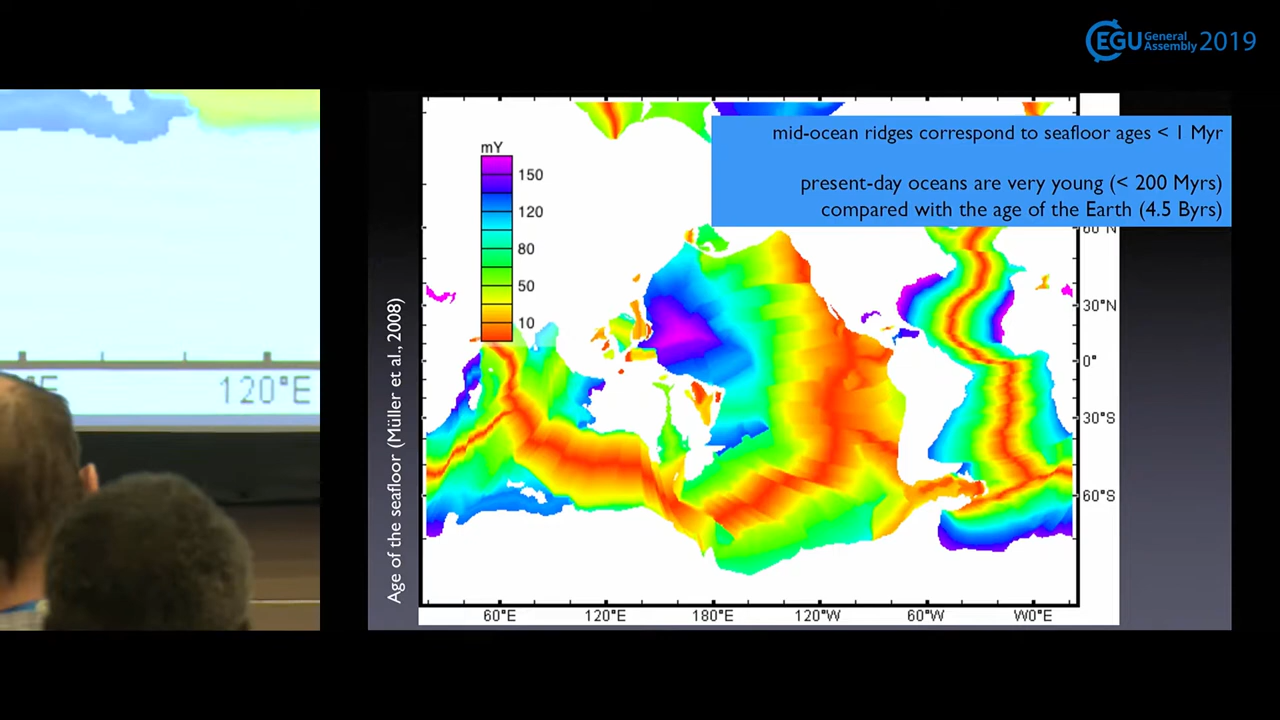 EGU General Assembly 2019
mid-ocean ridges correspond to seafloor ages < 1 Myr
present-day oceans are very young (< 200 Myrs)
compared with the age of the Earth (4.5 Byrs)
mY
150
120
80
50
10
Age of the seafloor (Müller et al., 2008)
60°N
30°N
0°
30°S
60°S
60°E
120°E
180°E
120°W
60°W
W0°E
°E
120°E